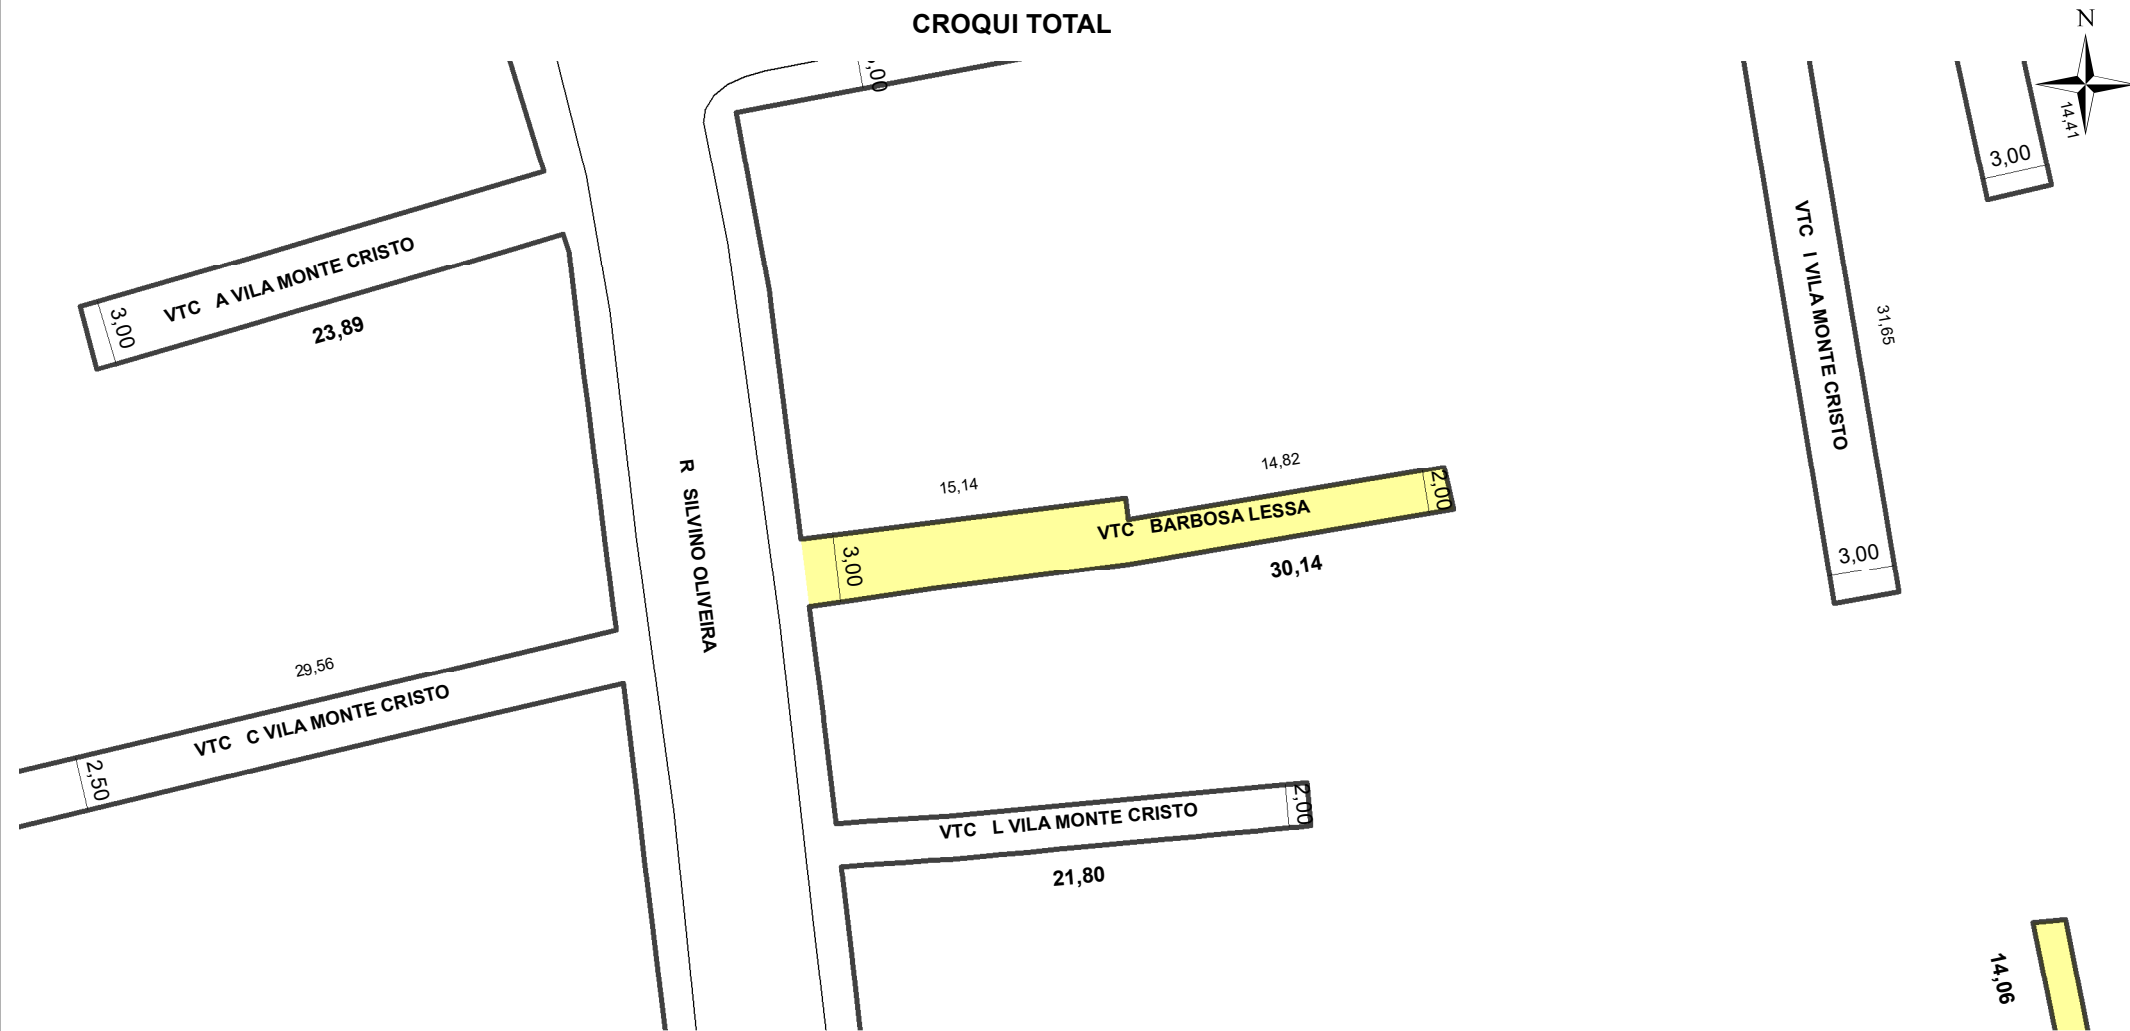 CROQUI TOTAL
N
,00
14,41
3,00
VTC A VILA MONTE CRISTO
3,00
23,89
VTC I VILA MONTE CRISTO
31,65
3,00
R SILVINO OLIVEIRA
15,14
14,82
2,00
VTC BARBOSA LESSA
3,00
30,14
29,56
VTC C VILA MONTE CRISTO
2,50
VTC L VILA MONTE CRISTO
2,00
21,80
14,06